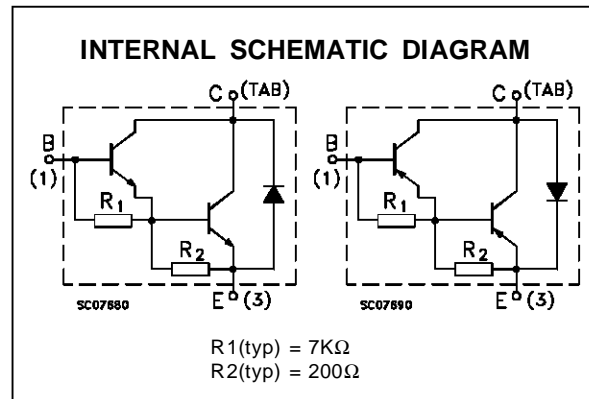 INTERNAL SCHEMATIC DIAGRAM
C (TAB)
B
(1)
R1
R2
SC07680
E (3)
C (TAB)
B
(1)
R1
R2
SC07690
E (3)
R1(typ) = 7KΩ
R2(typ) = 200Ω